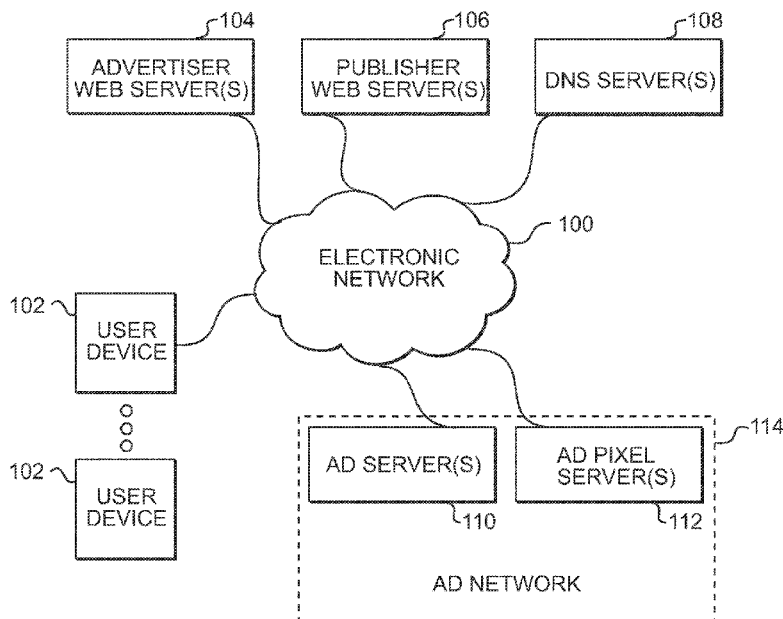 104
106
108
ADVERTISER
WEB SERVER(S)
PUBLISHER
WEB SERVER(S)
DNS SERVER(S)
100
ELECTRONIC
NETWORK
102
USER
DEVICE
102
USER
DEVICE
114
AD SERVER(S)
AD PIXEL
SERVER(S)
110
112
AD NETWORK